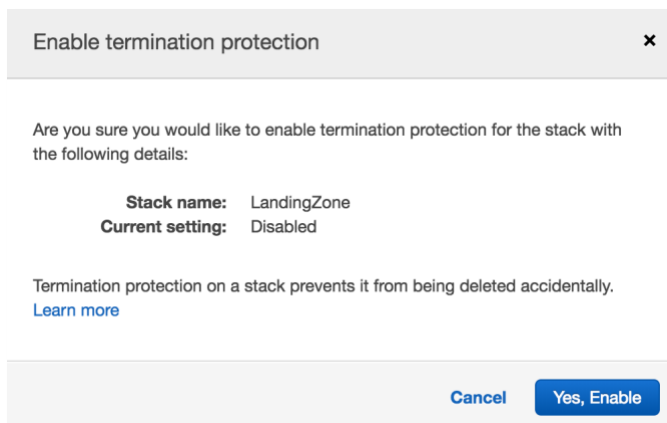 Enable termination protection ×
Are you sure you would like to enable termination protection for the stack with
the following details:
Stack name: LandingZone
Current setting: Disabled
Termination protection on a stack prevents it from being deleted accidentally.
Learn more
Cancel Yes, Enable